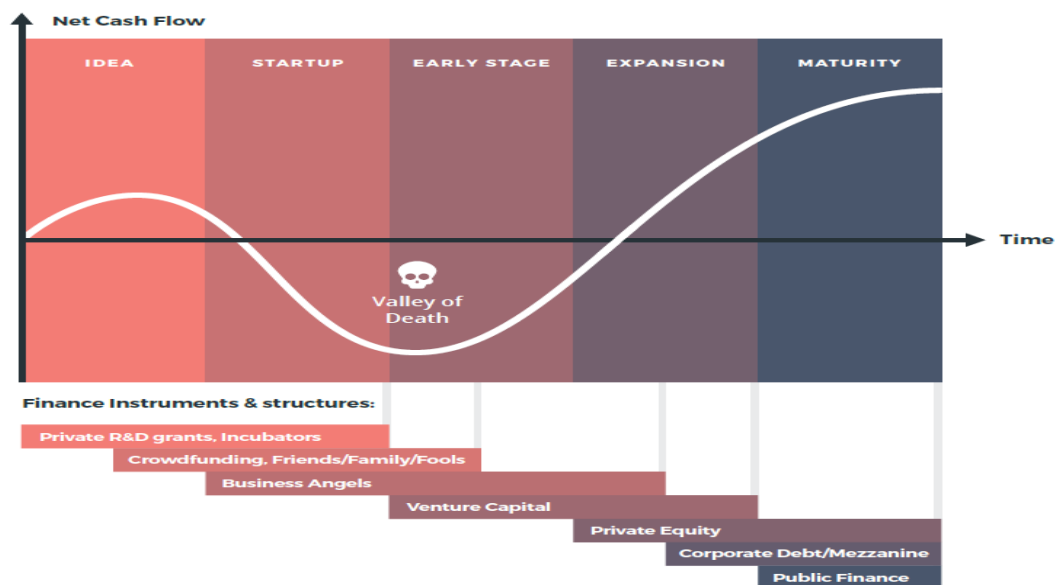 Net Cash Flow
IDEA
STARTUP
EARLY STAGE
EXPANSION
MATURITY
Time
Valley of
Death
Finance Instruments & structures:
Private R&D grants, Incubators
Crowdfunding, Friends/Family/Fools
Business Angels
Venture Capital
Private Equity
Corporate Debt/Mezzanine
Public Finance